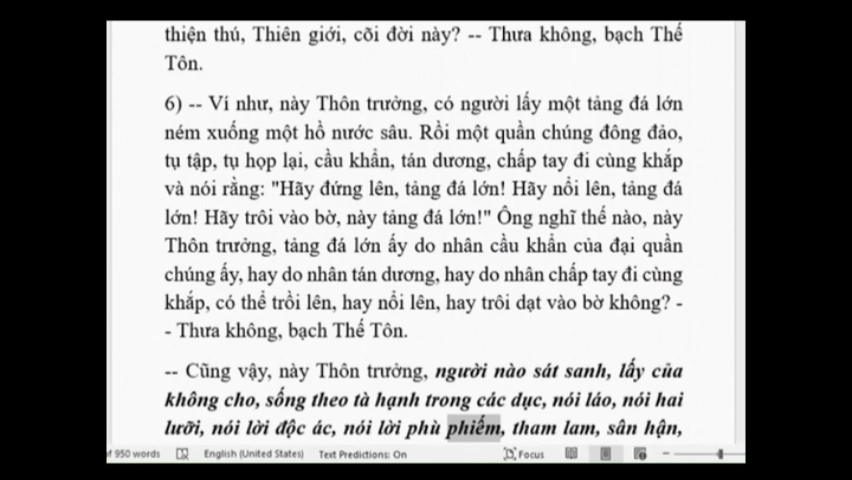 thiện thú, Thiên giới, cõi đời này? -- Thưa không, bạch Thế
Tôn.
6) -- Ví như, này Thôn trưởng, có người lấy một tảng đá lớn
ném xuống một hồ nước sâu. Rồi một quần chúng đông đảo,
tụ tập, tụ họp lại, cầu khẩn, tán dương, chắp tay đi cùng khắp
và nói rằng: "Hãy đứng lên, tảng đá lớn! Hãy nổi lên, tảng đá
lớn! Hãy trôi vào bờ, này tảng đá lớn!" Ông nghĩ thế nào, này
Thôn trưởng, tảng đá lớn ấy do nhân cầu khẩn của đại quần
chúng ấy, hay do nhân tán dương, hay do nhân chắp tay đi cùng
khắp, có thể trồi lên, hay nổi lên, hay trôi dạt vào bờ không? -
- Thưa không, bạch Thế Tôn.
-- Cũng vậy, này Thôn trưởng, người nào sát sanh, lấy của
không cho, sống theo tà hạnh trong các dục, nói láo, nói hai
lưỡi, nói lời độc ác, nói lời phù phiếm, tham lam, sân hận,
of 950 words English (United States) Text Predictions: On Focus